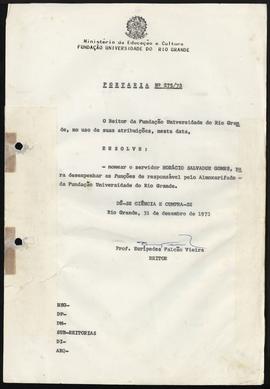 Ministério da Educação e Cultura
FUNDAÇÃO UNIVERSIDADE DO RIO GRANDE
PORTARIA Nº 275/73
O Reitor da Fundação Universidade do Rio Gran
de, no uso de suas atribuições, nesta data,
RESOLVE:
- nomear o servidor HORÁCIO SALVADOR GOMES, pa
ra desempenhar as Funções de responsável pelo Almoxarifado -
da Fundação Universidade do Rio Grande.
DÊ-SE CIÊNCIA E CUMPRA-SE
Rio Grande, 31 de dezembro de 1973
Prof. Eurípedes Falcão Vieira
REITOR
DP-
DM-
SUB-REITORIAS
DI-
ARQ-